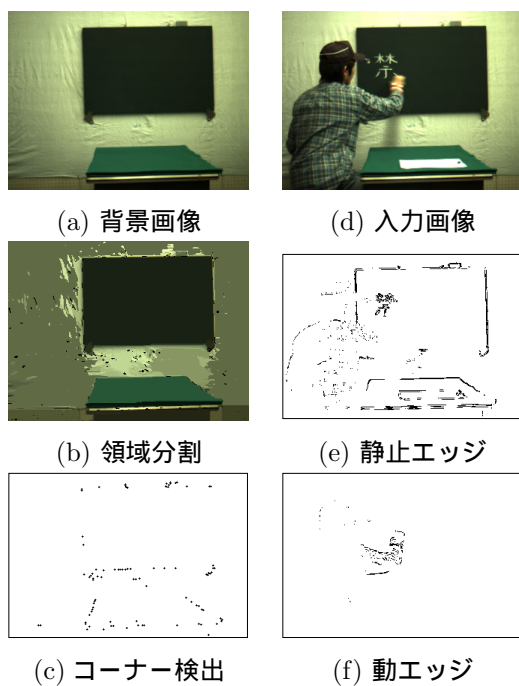 禁
(a) 背景画像
(d) 入力画像
(b) 領域分割
(e) 静止エッジ
(c) コーナー検出
(f) 動エッジ